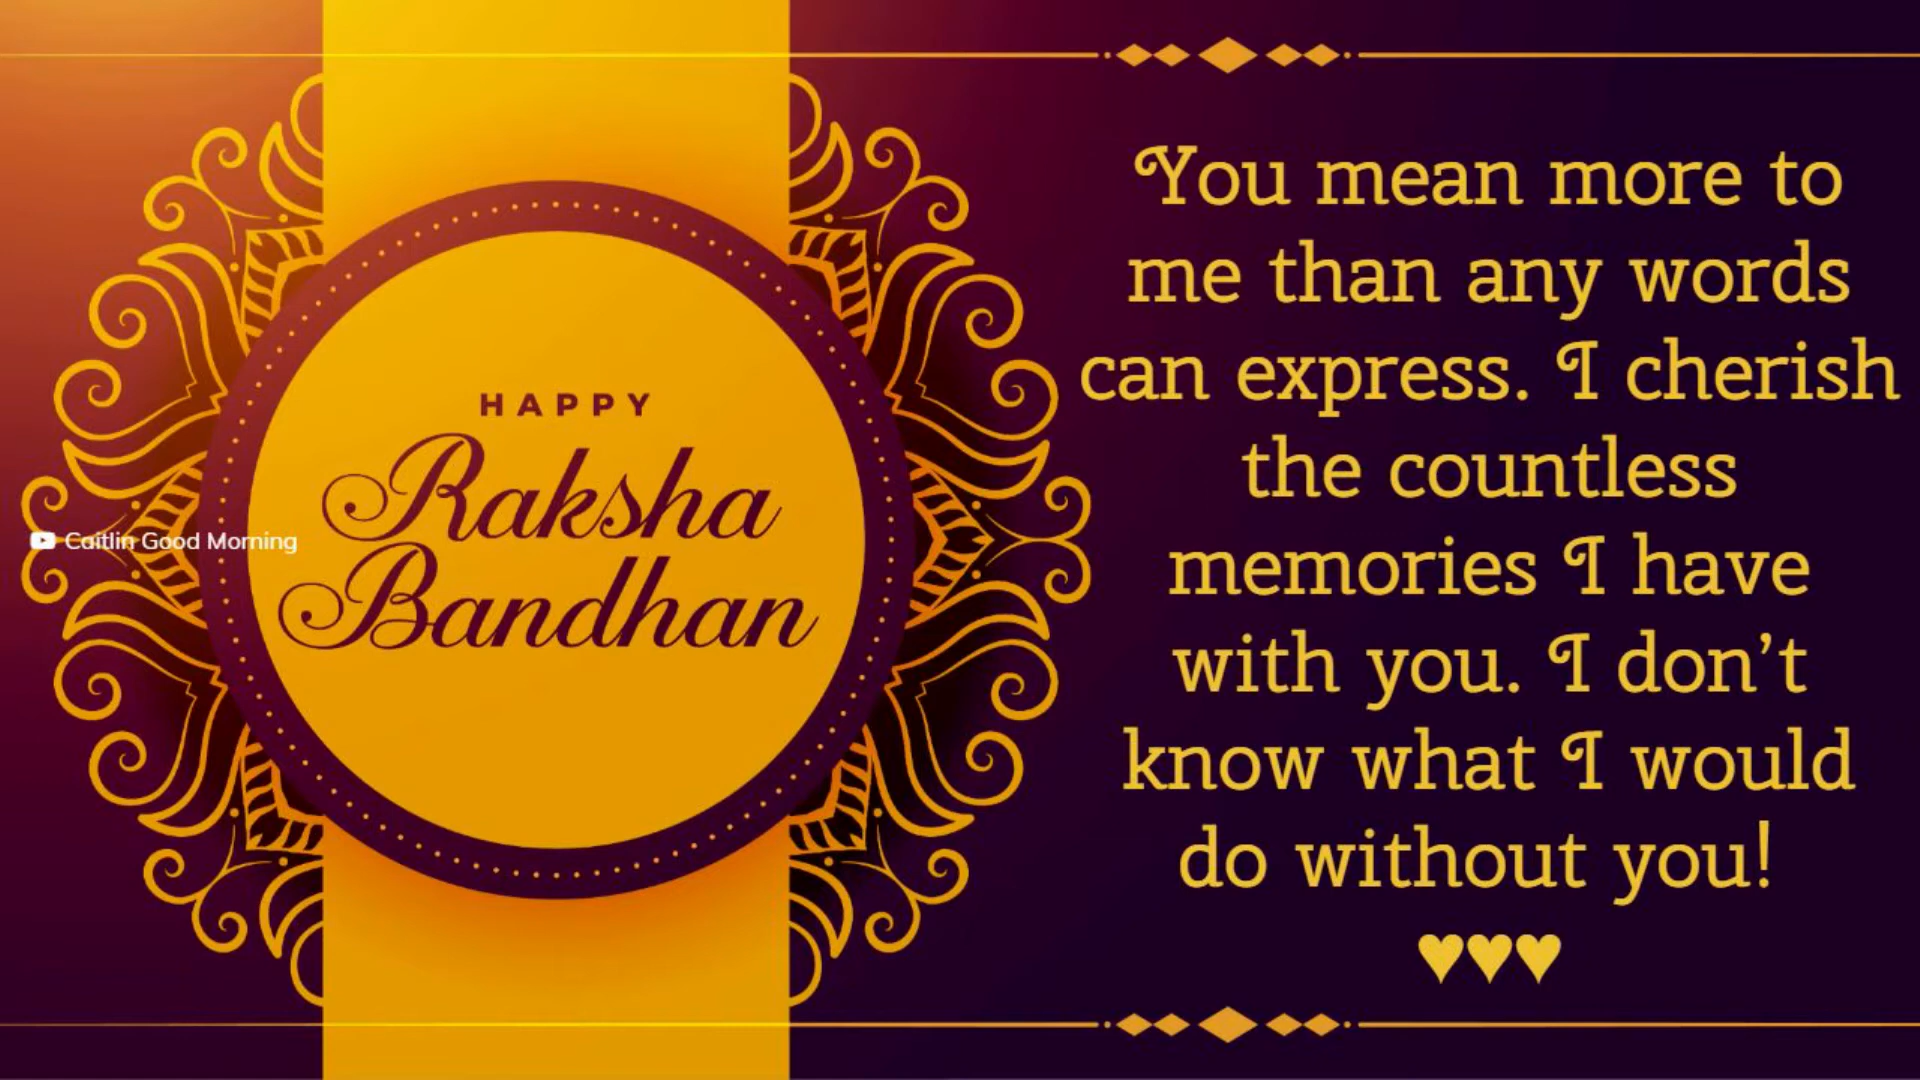 HAPPY
Raksha
Bandhan
Caitlin Good Morning
You mean more to
me than any words
can express. I cherish
the countless
memories I have
with you. I don’t
know what I would
do without you!
♥♥♥